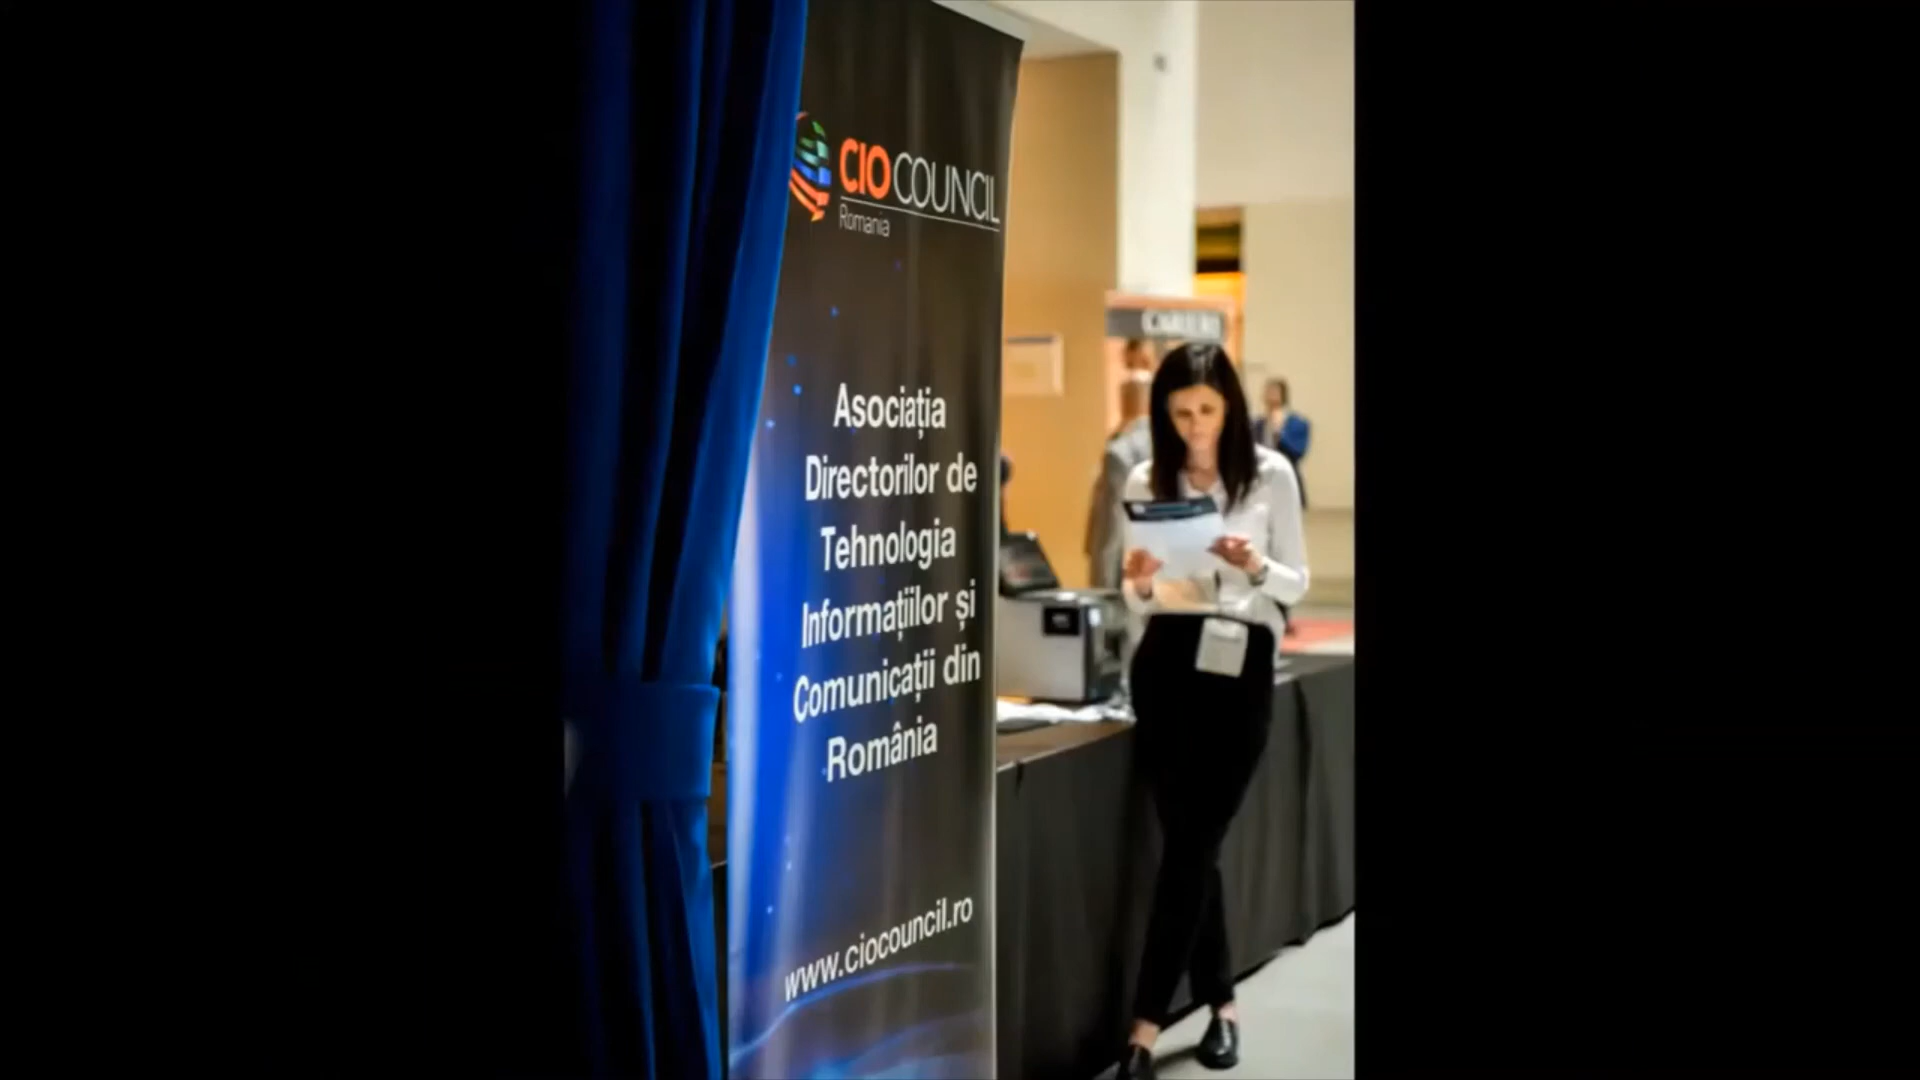 CIO COUNCIL
Romania
Asociația
Directorilor de
Tehnologia
Informațiilor și
Comunicații din
România
www.ciocouncil.ro